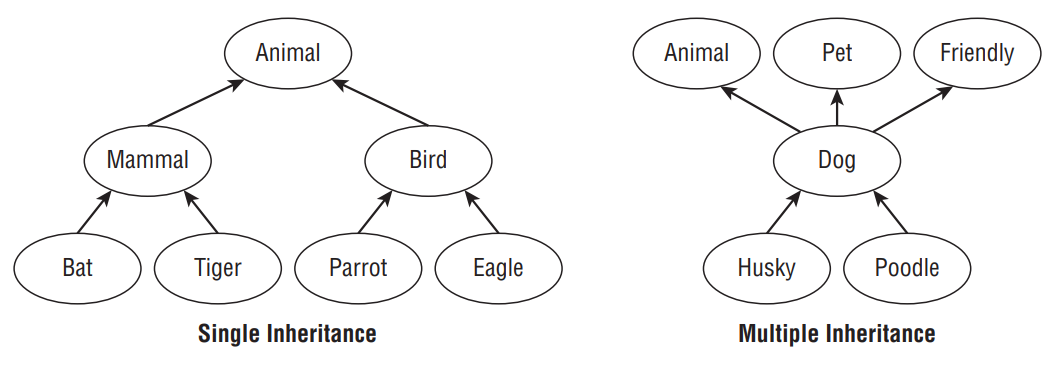 Animal
Mammal
Bird
Bat
Tiger
Parrot
Eagle
Single Inheritance
Animal
Pet
Friendly
Dog
Husky
Poodle
Multiple Inheritance